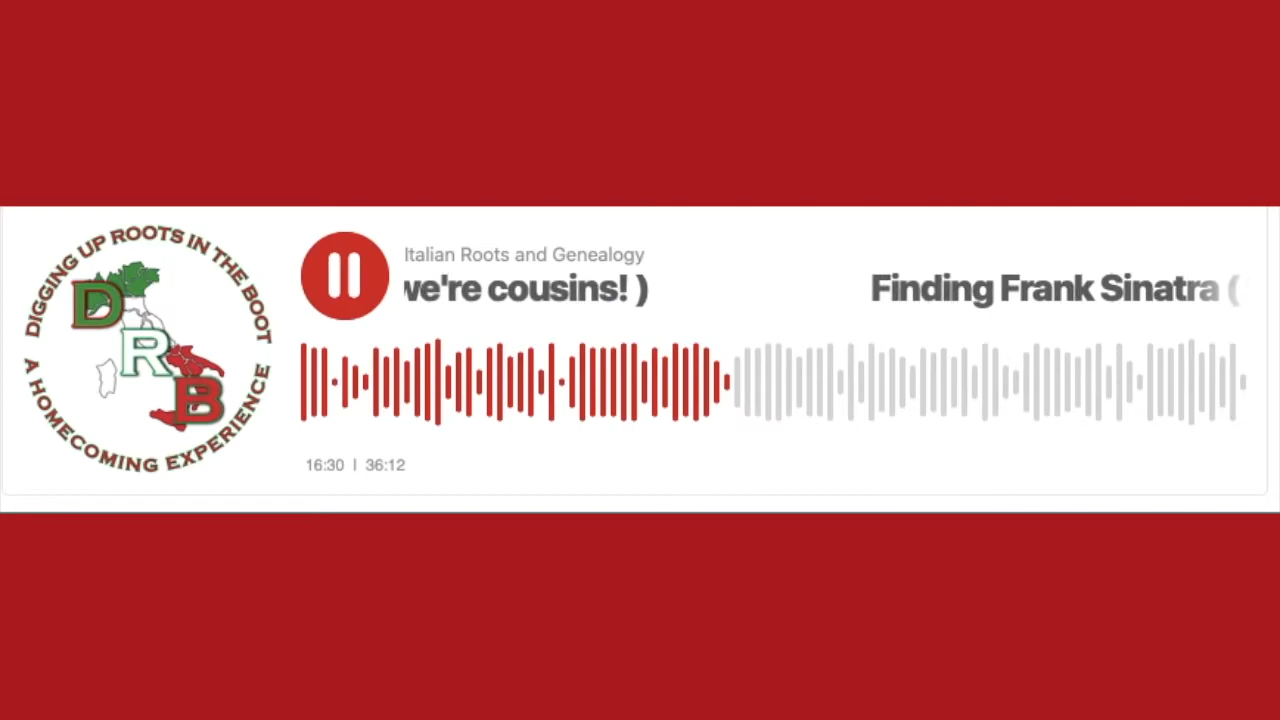 DIGGING UP ROOTS IN THE BOOT
A HOMECOMING EXPERIENCE
D
R
B
Italian Roots and Genealogy
we're cousins! ) Finding Frank Sinatra (
16:30 | 36:12